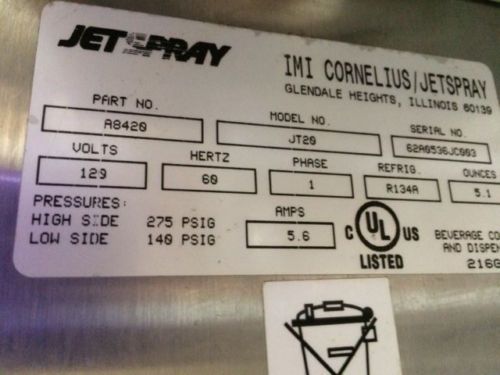 JETSPRAY
IMI CORNELIUS/JETSPRAY
GLENDALE HEIGHTS, ILLINOIS 60139
PART NO. MODEL NO. SERIAL NO.
A8420 JT20 62A0536JC003
VOLTS HERTZ PHASE REFRIG. OUNCES
120 60 1 R134A 5.1
PRESSURES:
HIGH SIDE 275 PSIG
LOW SIDE 140 PSIG
AMPS
5.6
C UL US
LISTED
BEVERAGE CO
AND DISPEN
216G